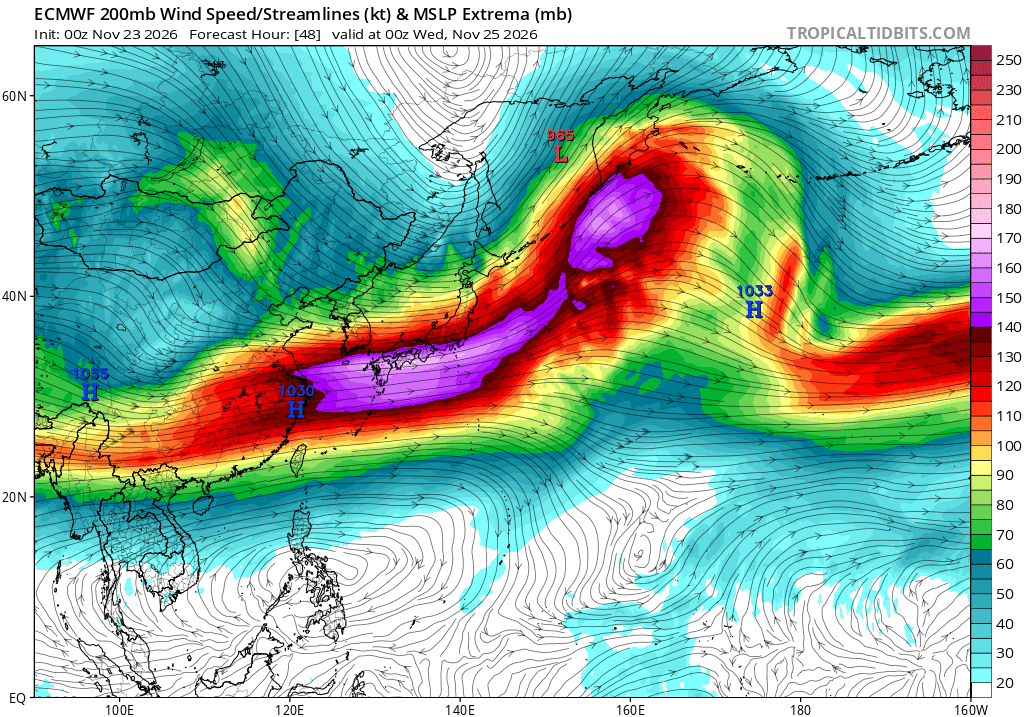 ECMWF 200mb Wind Speed/Streamlines (kt) & MSLP Extrema (mb)
Init: 00z Nov 23 2026 Forecast Hour: [48] valid at 00z Wed, Nov 25 2026
TROPICALTIDBITS.COM
250
230
210
200
190
180
170
160
150
140
130
120
110
100
90
80
70
60
50
40
30
20
60N
40N
20N
EQ
965
L
1033
H
1055
H
1030
H
100E
120E
140E
160E
180
160W